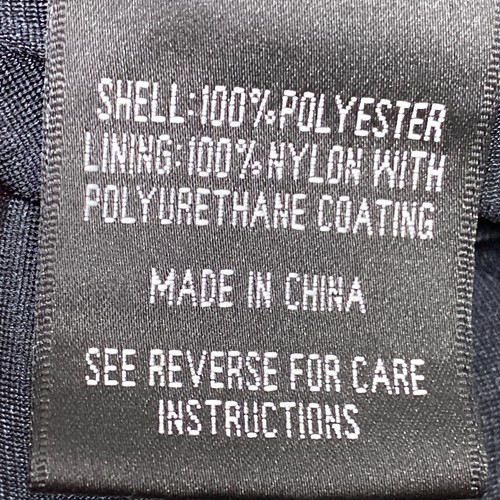 SHELL:100%POLYESTER
LINING:100%NYLON WITH
POLYURETHANE COATING
MADE IN CHINA
SEE REVERSE FOR CARE
INSTRUCTIONS